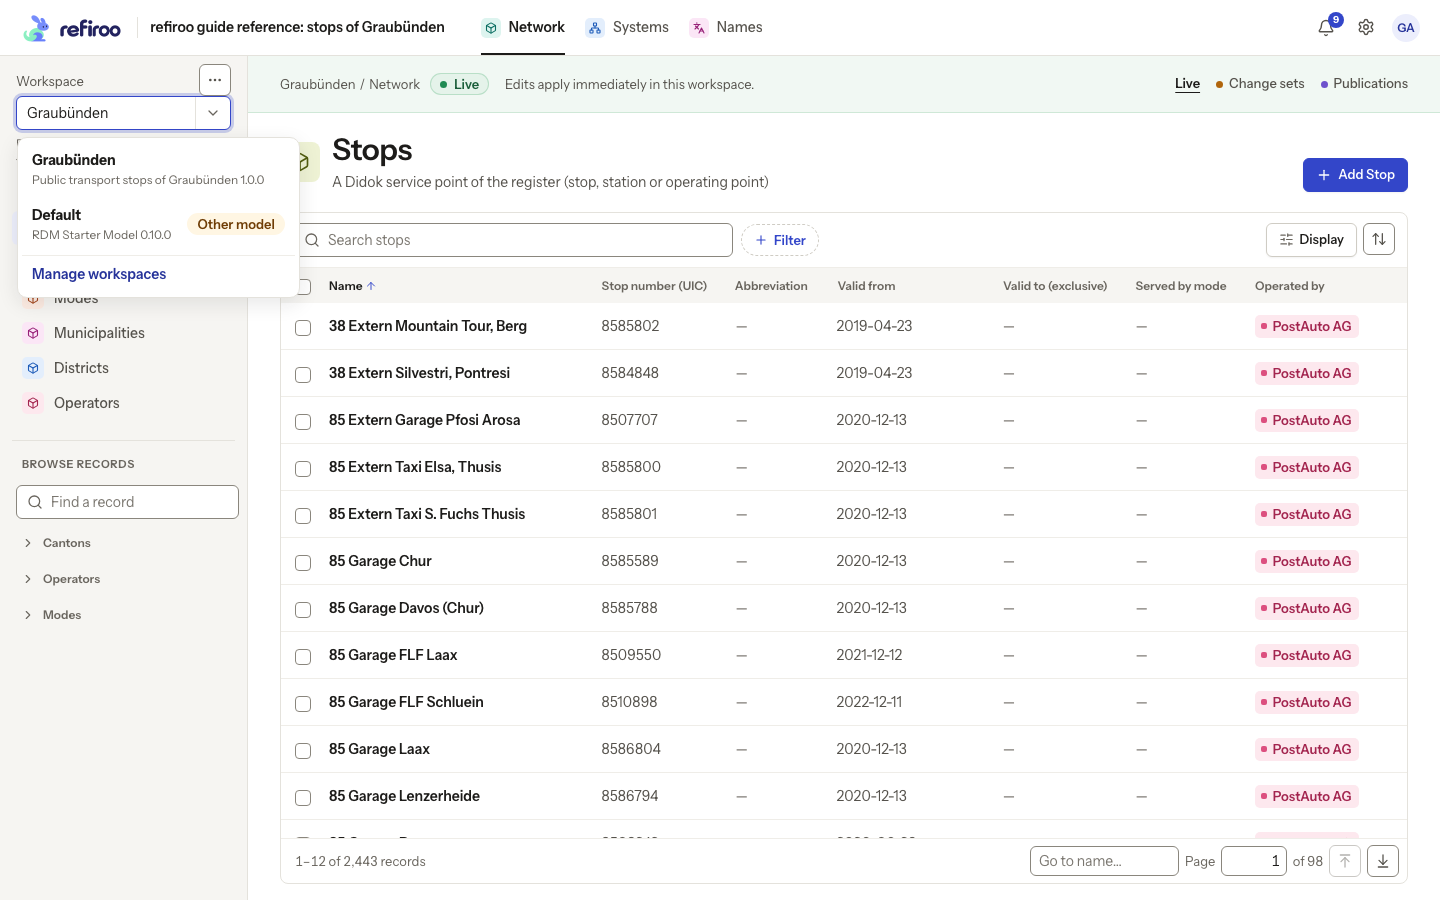 refiroo
refiroo guide reference: stops of Graubünden
Network
Systems
Names
9
GA
Workspace
Graubünden
Graubünden
Public transport stops of Graubünden 1.0.0
Default
RDM Starter Model 0.10.0
Other model
Manage workspaces
Modes
Municipalities
Districts
Operators
BROWSE RECORDS
Find a record
Cantons
Operators
Modes
Graubünden / Network
Live
Edits apply immediately in this workspace.
Live
Change sets
Publications
Stops
A Didok service point of the register (stop, station or operating point)
Add Stop
Search stops
Filter
Display
Name Stop number (UIC) Abbreviation Valid from Valid to (exclusive) Served by mode Operated by
38 Extern Mountain Tour, Berg 8585802 — 2019-04-23 — — PostAuto AG
38 Extern Silvestri, Pontresi 8584848 — 2019-04-23 — — PostAuto AG
85 Extern Garage Pfosi Arosa 8507707 — 2020-12-13 — — PostAuto AG
85 Extern Taxi Elsa, Thusis 8585800 — 2020-12-13 — — PostAuto AG
85 Extern Taxi S. Fuchs Thusis 8585801 — 2020-12-13 — — PostAuto AG
85 Garage Chur 8585589 — 2020-12-13 — — PostAuto AG
85 Garage Davos (Chur) 8585788 — 2020-12-13 — — PostAuto AG
85 Garage FLF Laax 8509550 — 2021-12-12 — — PostAuto AG
85 Garage FLF Schluein 8510898 — 2022-12-11 — — PostAuto AG
85 Garage Laax 8586804 — 2020-12-13 — — PostAuto AG
85 Garage Lenzerheide 8586794 — 2020-12-13 — — PostAuto AG
1–12 of 2,443 records
Go to name...
Page
1
of 98